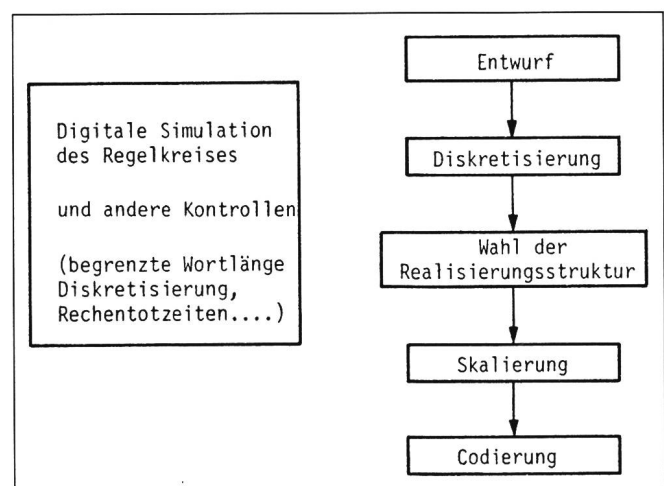 Digitale Simulation
des Regelkreises
und andere Kontrollen
(begrenzte Wortlänge
Diskretisierung,
Rechentotzeiten....)
Entwurf
Diskretisierung
Wahl der
Realisierungsstruktur
Skalierung
Codierung